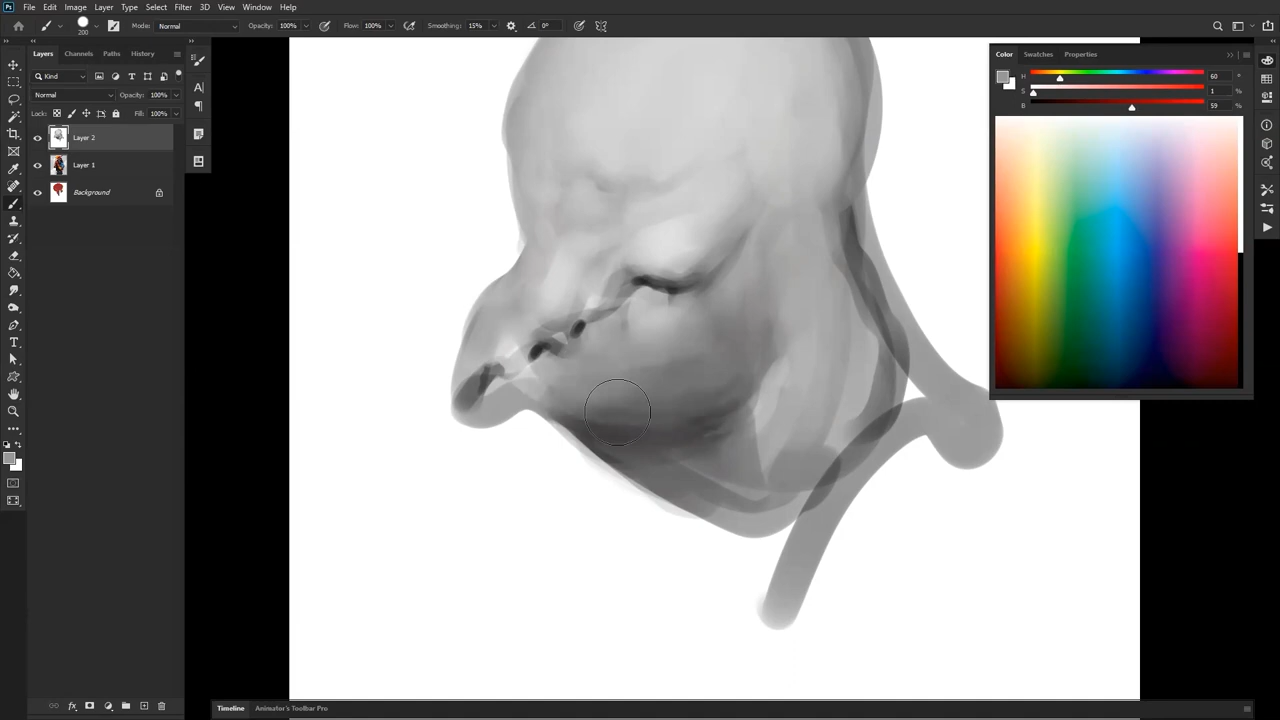 Ps File Edit Image Layer Type Select Filter 3D View Window Help
200 Mode: Normal Opacity: 100% Flow: 100% Smoothing: 15% 0°
Layers Channels Paths History
Kind
Normal Opacity: 100%
Lock: Fill: 100%
Layer 2
Layer 1
Background
Color Swatches Properties
H 60 °
S 1 %
B 59 %
Timeline Animator's Toolbar Pro